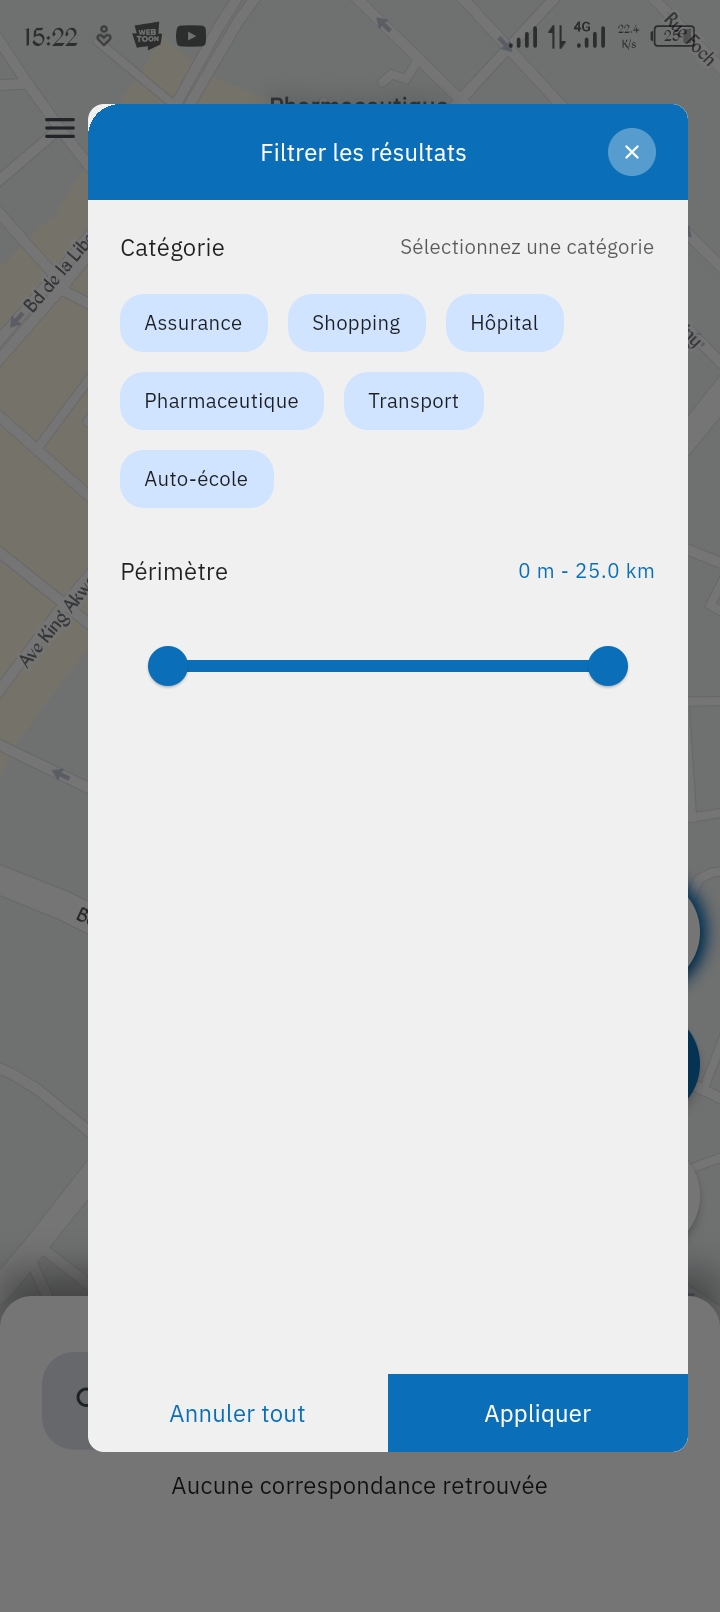 15:22
WEB
TOON
4G
22.4
K/s
25
Rue Foch
Pharmaceutique
Filtrer les résultats
Catégorie
Sélectionnez une catégorie
Bd de la Libe
Assurance
Shopping
Hôpital
Pharmaceutique
Transport
Auto-école
Périmètre
0 m - 25.0 km
Ave King Akw
Annuler tout
Appliquer
Aucune correspondance retrouvée